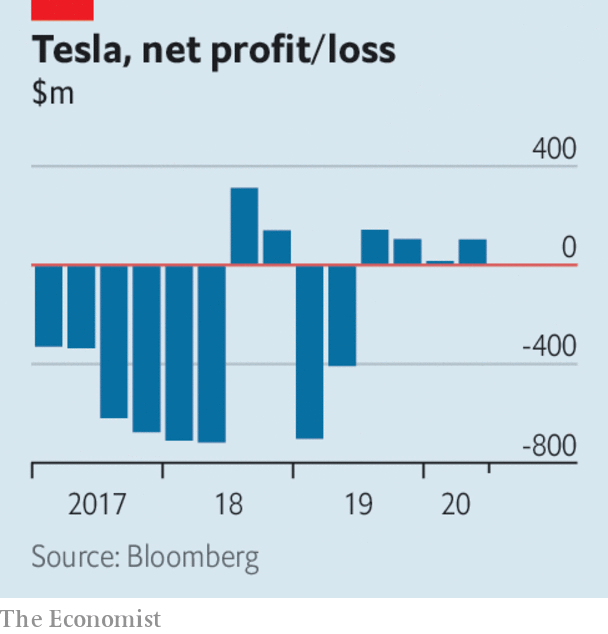 Tesla, net profit/loss
$m
400
0
-400
-800
2017 18 19 20
Source: Bloomberg
The Economist